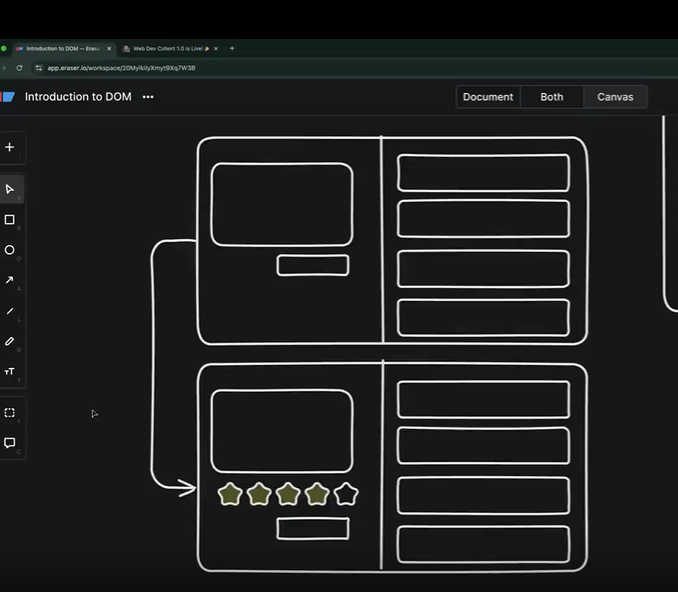 Introduction to DOM — Eras
Web Dev Cohort 1.0 is Live!
app.eraser.io/workspace/20MylkilyXmyt9Xq7W3B
Introduction to DOM
Document
Both
Canvas
TT